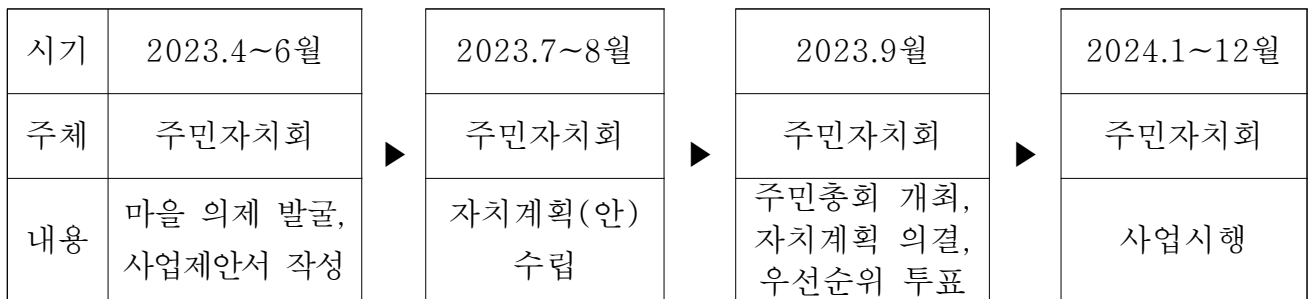 시기 2023.4~6월 2023.7~8월 2023.9월 2024.1~12월
주체 주민자치회 ▶ 주민자치회 ▶ 주민자치회 ▶ 주민자치회
내용 마을 의제 발굴,
사업제안서 작성
자치계획(안)
수립
주민총회 개최,
자치계획 의결,
우선순위 투표
사업시행